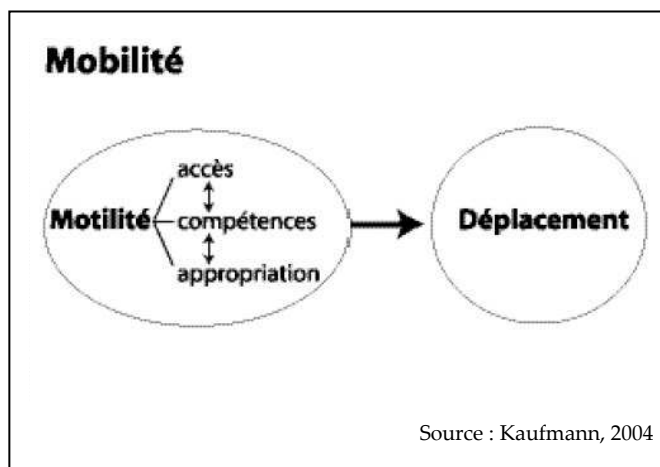 Mobilité
accès
Motilité compétences Déplacement
appropriation
Source : Kaufmann, 2004